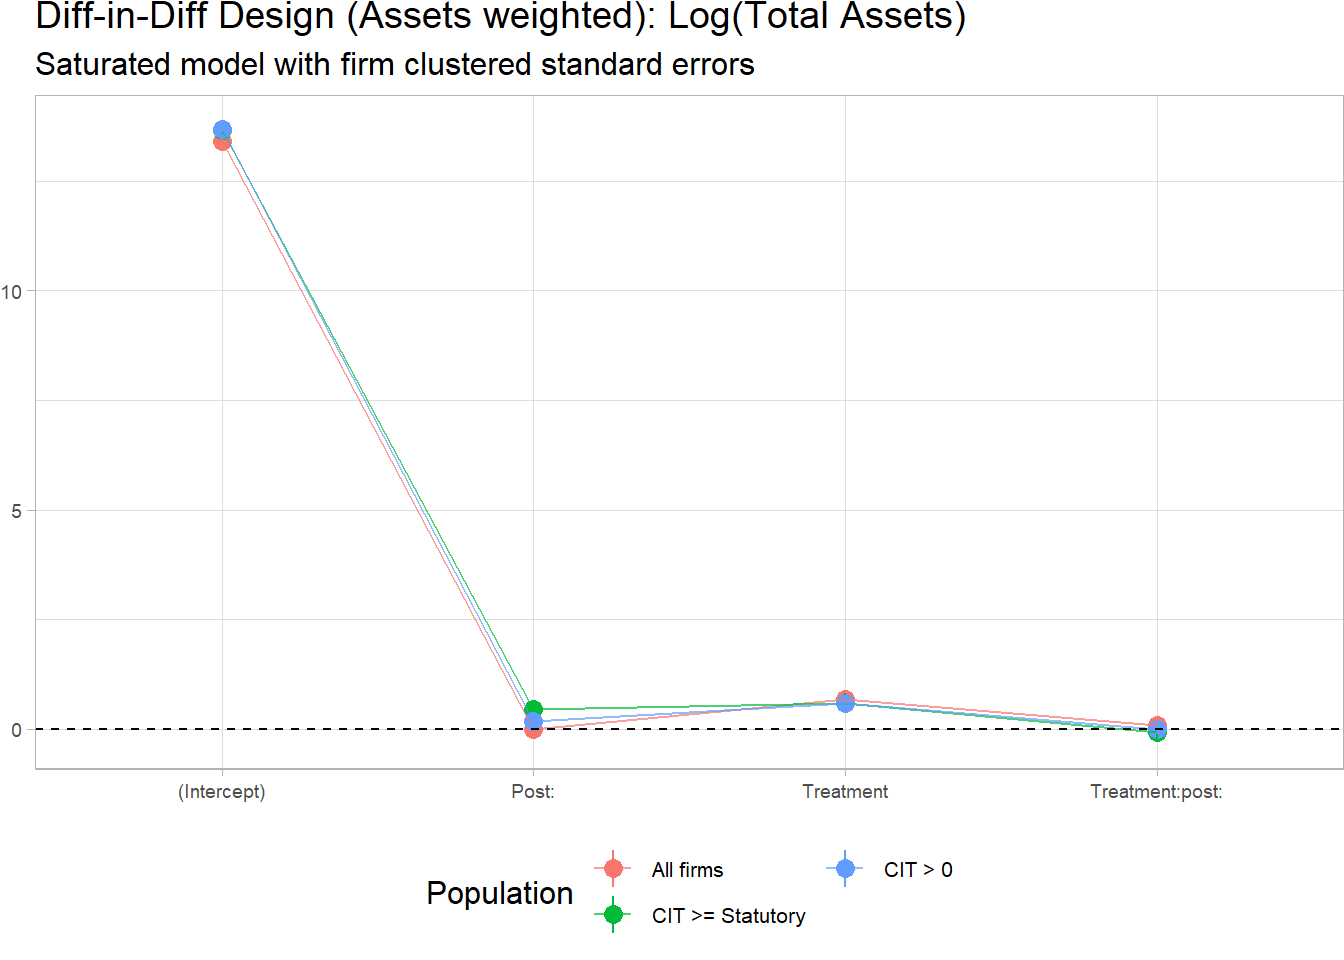 Diff-in-Diff Design (Assets weighted): Log(Total Assets)
Saturated model with firm clustered standard errors
10
5
0
(Intercept)
Post:
Treatment
Treatment:post:
Population
All firms
CIT > 0
CIT >= Statutory